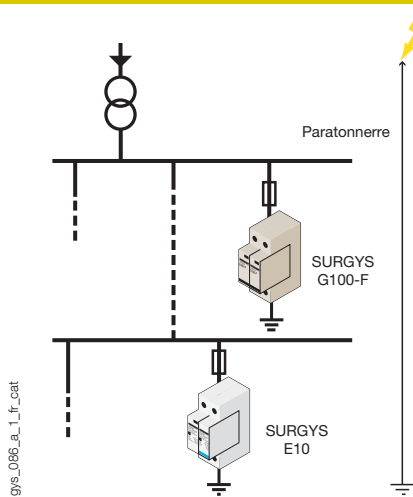 Paratonnerre
SURGYS
G100-F
SURGYS
E10
gys_086_a_1_fr_cat